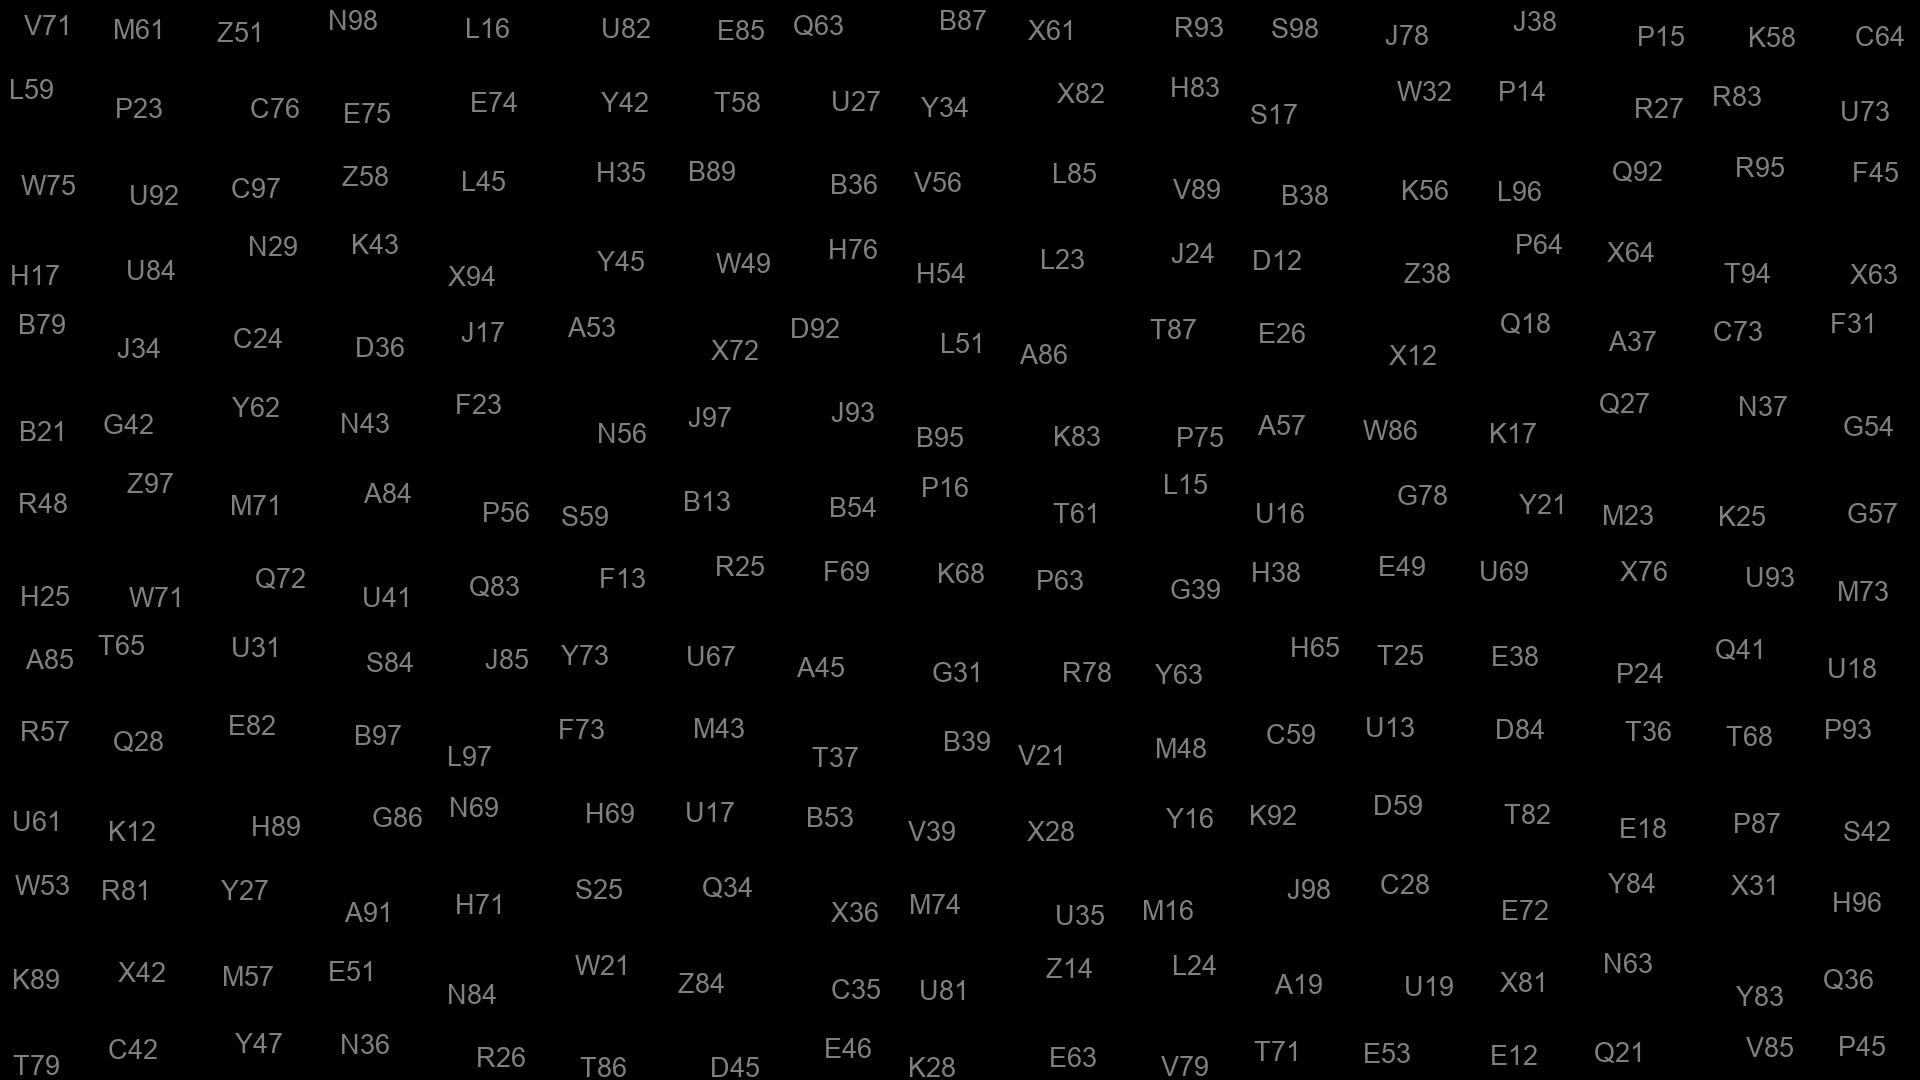 V71 M61 Z51 N98 L16 U82 E85 Q63 B87 X61 R93 S98 J78 J38 P15 K58 C64
L59 P23 C76 E75 E74 Y42 T58 U27 Y34 X82 H83 S17 W32 P14 R27 R83 U73
W75 U92 C97 Z58 L45 H35 B89 B36 V56 L85 V89 B38 K56 L96 Q92 R95 F45
H17 U84 N29 K43 X94 Y45 W49 H76 H54 L23 J24 D12 Z38 P64 X64 T94 X63
B79 J34 C24 D36 J17 A53 X72 D92 L51 A86 T87 E26 X12 Q18 A37 C73 F31
B21 G42 Y62 N43 F23 N56 J97 J93 B95 K83 P75 A57 W86 K17 Q27 N37 G54
R48 Z97 M71 A84 P56 S59 B13 B54 P16 T61 L15 U16 G78 Y21 M23 K25 G57
H25 W71 Q72 U41 Q83 F13 R25 F69 K68 P63 G39 H38 E49 U69 X76 U93 M73
A85 T65 U31 S84 J85 Y73 U67 A45 G31 R78 Y63 H65 T25 E38 P24 Q41 U18
R57 Q28 E82 B97 L97 F73 M43 T37 B39 V21 M48 C59 U13 D84 T36 T68 P93
U61 K12 H89 G86 N69 H69 U17 B53 V39 X28 Y16 K92 D59 T82 E18 P87 S42
W53 R81 Y27 A91 H71 S25 Q34 X36 M74 U35 M16 J98 C28 E72 Y84 X31 H96
K89 X42 M57 E51 N84 W21 Z84 C35 U81 Z14 L24 A19 U19 X81 N63 Y83 Q36
T79 C42 Y47 N36 R26 T86 D45 E46 K28 E63 V79 T71 E53 E12 Q21 V85 P45